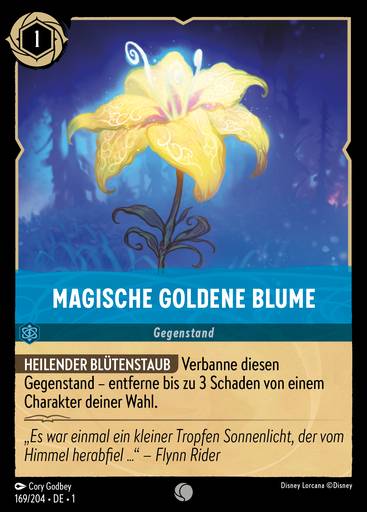 1
MAGISCHE GOLDENE BLUME
Gegenstand
HEILENDER BLÜTENSTAUB Verbanne diesen
Gegenstand – entferne bis zu 3 Schaden von einem
Charakter deiner Wahl.
„Es war einmal ein kleiner Tropfen Sonnenlicht, der vom
Himmel herabfiel ...“ – Flynn Rider
Cory Godbey
Disney Lorcana ©Disney
169/204 • DE • 1